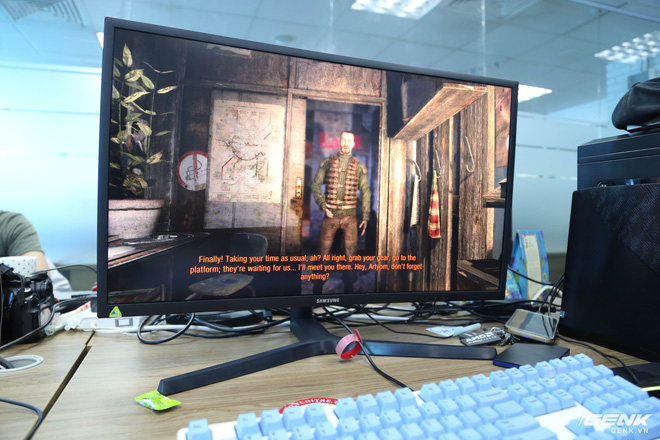 Finally! Taking your time as usual, ah? All right, grab your gear, go to the
platform; they're waiting for us... I'll meet you there. Hey, Artyom, don't forget
anything?
SAMSUNG
GENK
GENK.VN